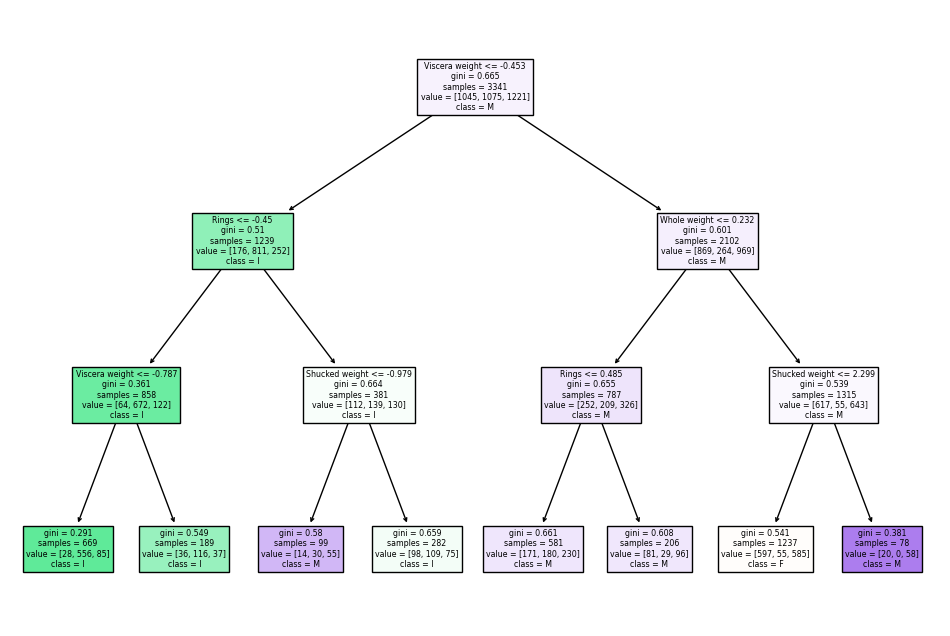 Viscera weight <= -0.453
gini = 0.665
samples = 3341
value = [1045, 1075, 1221]
class = M
Rings <= -0.45
gini = 0.51
samples = 1239
value = [176, 811, 252]
class = I
Whole weight <= 0.232
gini = 0.601
samples = 2102
value = [869, 264, 969]
class = M
Viscera weight <= -0.787
gini = 0.361
samples = 858
value = [64, 672, 122]
class = I
Shucked weight <= -0.979
gini = 0.664
samples = 381
value = [112, 139, 130]
class = I
Rings <= 0.485
gini = 0.655
samples = 787
value = [252, 209, 326]
class = M
Shucked weight <= 2.299
gini = 0.539
samples = 1315
value = [617, 55, 643]
class = M
gini = 0.291
samples = 669
value = [28, 556, 85]
class = I
gini = 0.549
samples = 189
value = [36, 116, 37]
class = I
gini = 0.58
samples = 99
value = [14, 30, 55]
class = M
gini = 0.659
samples = 282
value = [98, 109, 75]
class = I
gini = 0.661
samples = 581
value = [171, 180, 230]
class = M
gini = 0.608
samples = 206
value = [81, 29, 96]
class = M
gini = 0.541
samples = 1237
value = [597, 55, 585]
class = F
gini = 0.381
samples = 78
value = [20, 0, 58]
class = M